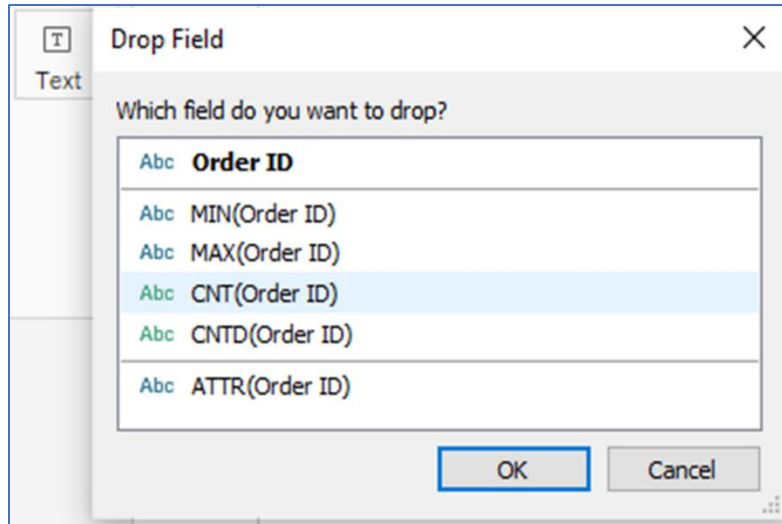 T
Text
Drop Field
Which field do you want to drop?
Abc Order ID
Abc MIN(Order ID)
Abc MAX(Order ID)
Abc CNT(Order ID)
Abc CNTD(Order ID)
Abc ATTR(Order ID)
OK Cancel